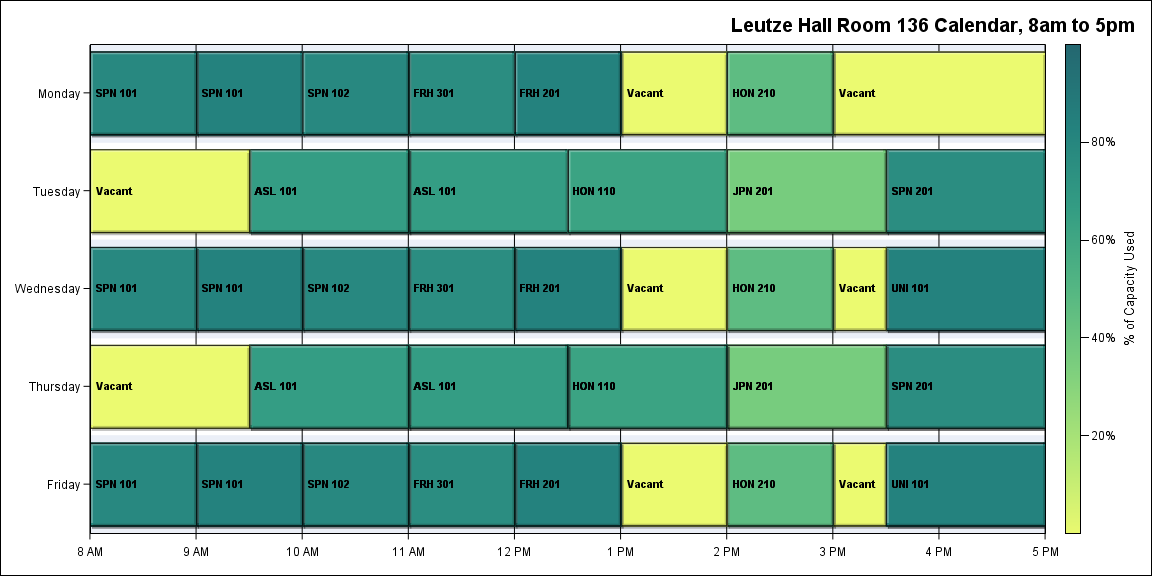 Leutze Hall Room 136 Calendar, 8am to 5pm
Monday
SPN 101
SPN 101
SPN 102
FRH 301
FRH 201
Vacant
HON 210
Vacant
Tuesday
Vacant
ASL 101
ASL 101
HON 110
JPN 201
SPN 201
Wednesday
SPN 101
SPN 101
SPN 102
FRH 301
FRH 201
Vacant
HON 210
Vacant
UNI 101
Thursday
Vacant
ASL 101
ASL 101
HON 110
JPN 201
SPN 201
Friday
SPN 101
SPN 101
SPN 102
FRH 301
FRH 201
Vacant
HON 210
Vacant
UNI 101
8 AM
9 AM
10 AM
11 AM
12 PM
1 PM
2 PM
3 PM
4 PM
5 PM
80%
60%
40%
20%
% of Capacity Used